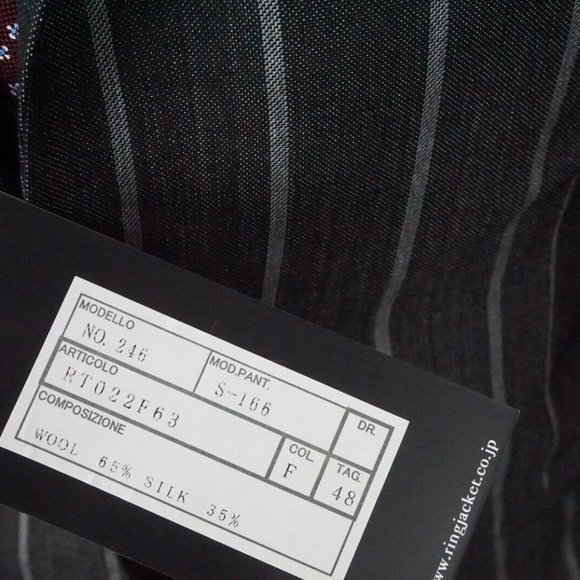 MODELLO
NO. 246
MOD.PANT.
S-166
DR.
ARTICOLO
RT022F63
COL.
F
TAG.
48
COMPOSIZIONE
WOOL 65% SILK 35%
www.ringjacket.co.jp